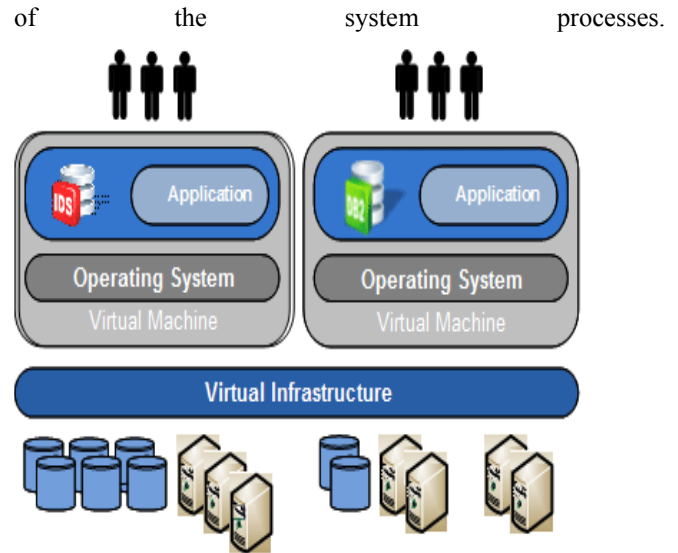 of the system processes.
IDS Application
DB2 Application
Operating System
Operating System
Virtual Machine
Virtual Machine
Virtual Infrastructure